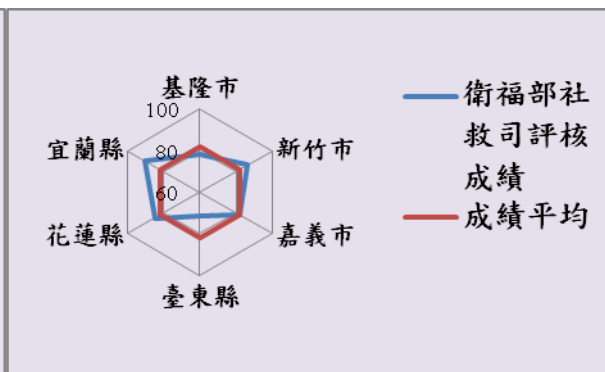 基隆市
100
宜蘭縣
80
新竹市
60
花蓮縣
嘉義市
臺東縣
衛福部社
救司評核
成績
成績平均